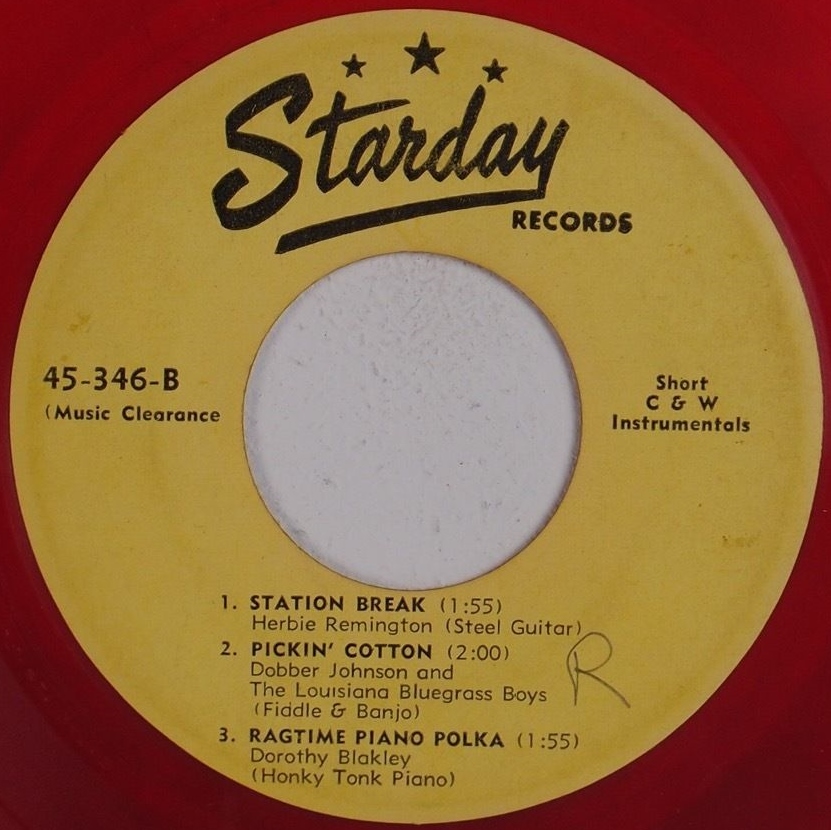 Starday
RECORDS
45-346-B
(Music Clearance
Short
C & W
Instrumentals
1. STATION BREAK (1:55)
Herbie Remington (Steel Guitar)
2. PICKIN' COTTON (2:00)
Dobber Johnson and
The Louisiana Bluegrass Boys
(Fiddle & Banjo)
R
3. RAGTIME PIANO POLKA (1:55)
Dorothy Blakley
(Honky Tonk Piano)